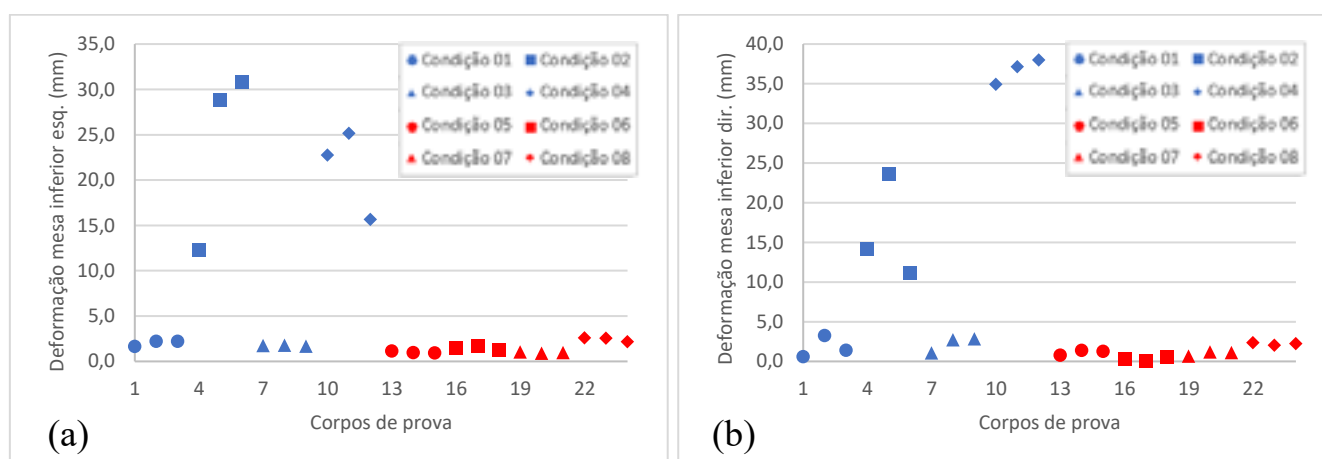 Deformação mesa inferior esq. (mm)
35,0
30,0
25,0
20,0
15,0
10,0
5,0
0,0
1 4 7 10 13 16 19 22
Corpos de prova
Condição 01 Condição 02
Condição 03 Condição 04
Condição 05 Condição 06
Condição 07 Condição 08
(a)
Deformação mesa inferior dir. (mm)
40,0
35,0
30,0
25,0
20,0
15,0
10,0
5,0
0,0
1 4 7 10 13 16 19 22
Corpos de prova
Condição 01 Condição 02
Condição 03 Condição 04
Condição 05 Condição 06
Condição 07 Condição 08
(b)